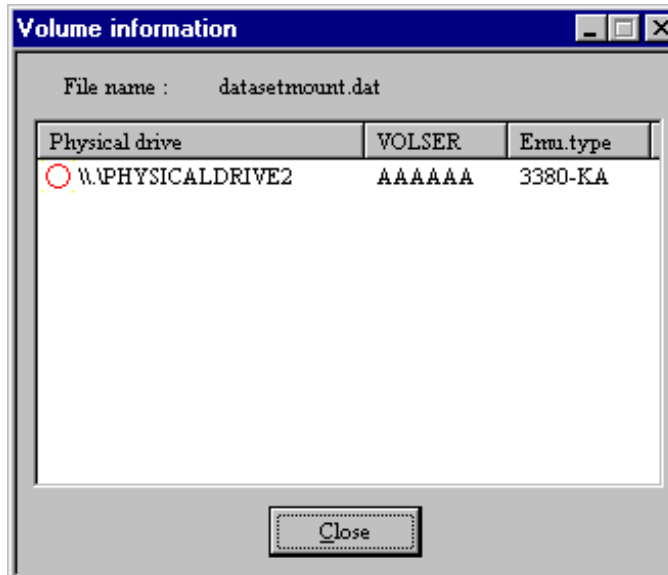 Volume information
File name : datasetmount.dat
Physical drive VOLSER Emu.type
\\.\PHYSICALDRIVE2 AAAAAA 3380-KA
Close